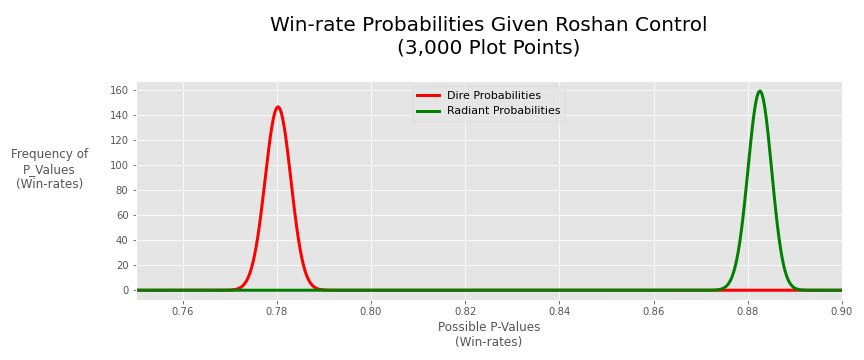 Win-rate Probabilities Given Roshan Control
(3,000 Plot Points)
Dire Probabilities
Radiant Probabilities
Frequency of
P_Values
(Win-rates)
160
140
120
100
80
60
40
20
0
0.76 0.78 0.80 0.82 0.84 0.86 0.88 0.90
Possible P-Values
(Win-rates)